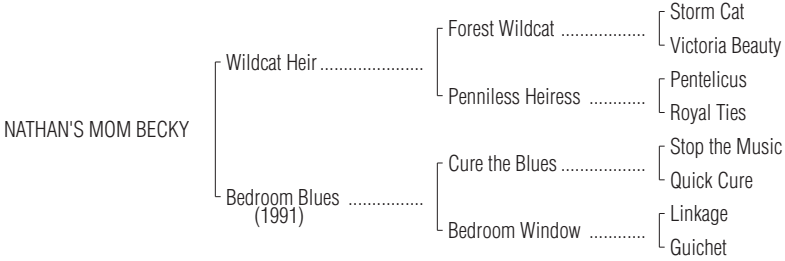 Storm Cat
Forest Wildcat ..................
Victoria Beauty
Wildcat Heir ......................
Pentelicus
Penniless Heiress ............
Royal Ties
NATHAN'S MOM BECKY
Stop the Music
Cure the Blues ..................
Quick Cure
Bedroom Blues ................
(1991)
Linkage
Bedroom Window ............
Guichet